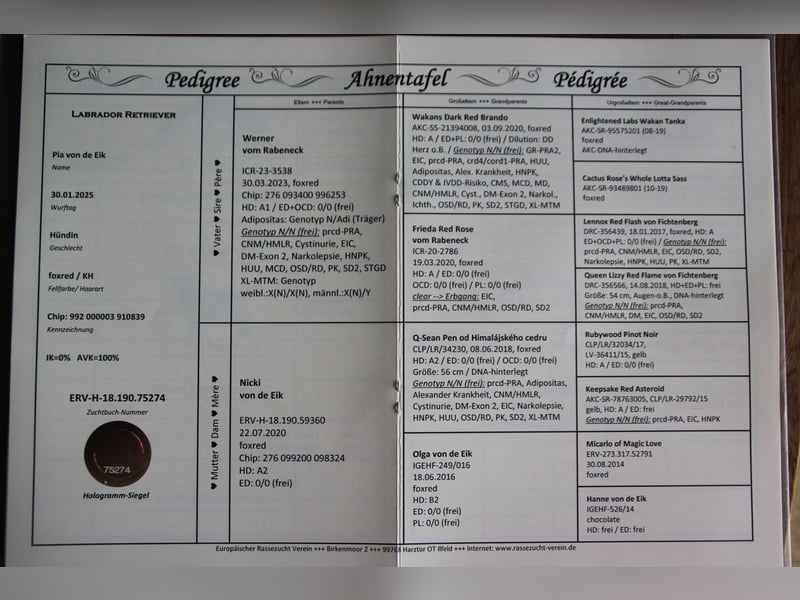 Pedigree Ahnentafel Pédigrée
Eltern +++ Parents
Großeltern +++ Grandparents
Urgroßeltern +++ Great-Grandparents
LABRADOR RETRIEVER
Pia von de Eik
Name
30.01.2025
Wurftag
Hündin
Geschlecht
foxred / KH
Fellfarbe/ Haarart
Chip: 992 000003 910839
Kennzeichnung
IK=0% AVK=100%
ERV-H-18.190.75274
Zuchtbuch-Nummer
75274
Hologramm-Siegel
♥ Vater ♥ Sire ♥ Père ♥
Werner
vom Rabeneck
ICR-23-3538
30.03.2023, foxred
Chip: 276 093400 996253
HD: A1 / ED+OCD: 0/0 (frei)
Adipositas: Genotyp N/Adi (Träger)
Genotyp N/N (frei): prcd-PRA,
CNM/HMLR, Cystinurie, EIC,
DM-Exon 2, Narkolepsie, HNPK,
HUU, MCD, OSD/RD, PK, SD2, STGD
XL-MTM: Genotyp
weibl.:X(N)/X(N), männl.:X(N)/Y
♥ Mutter ♥ Dam ♥ Mère ♥
Nicki
von de Eik
ERV-H-18.190.59360
22.07.2020
foxred
Chip: 276 099200 098324
HD: A2
ED: 0/0 (frei)
Wakans Dark Red Brando
AKC-SS-21394008, 03.09.2020, foxred
HD: A / ED+PL: 0/0 (frei) / Dilution: DD
Herz o.B. / Genotyp N/N (frei): GR-PRA2,
EIC, prcd-PRA, crd4/cord1-PRA, HUU,
Adipositas, Alex. Krankheit, HNPK,
CDDY & IVDD-Risiko, CMS, MCD, MD,
CNM/HMLR, Cyst., DM-Exon 2, Narkol.,
Ichth., OSD/RD, PK, SD2, STGD, XL-MTM
Frieda Red Rose
vom Rabeneck
ICR-20-2786
19.03.2020, foxred
HD: A / ED: 0/0 (frei)
OCD: 0/0 (frei) / PL: 0/0 (frei)
clear --> Erbgang: EIC,
prcd-PRA, CNM/HMLR, OSD/RD, SD2
Q-Sean Pen od Himalájského cedru
CLP/LR/34230, 08.06.2018, foxred
HD: A2 / ED: 0/0 (frei) / OCD: 0/0 (frei)
Größe: 56 cm / DNA-hinterlegt
Genotyp N/N (frei): prcd-PRA, Adipositas,
Alexander Krankheit, CNM/HMLR,
Cystinurie, DM-Exon 2, EIC, Narkolepsie,
HNPK, HUU, OSD/RD, PK, SD2, XL-MTM
Olga von de Eik
IGEHF-249/016
18.06.2016
foxred
HD: B2
ED: 0/0 (frei)
PL: 0/0 (frei)
Enlightened Labs Wakan Tanka
AKC-SR-95575201 (08-19)
foxred
AKC-DNA-hinterlegt
Cactus Rose's Whole Lotta Sass
AKC-SR-93489801 (10-19)
foxred
Lennox Red Flash von Fichtenberg
DRC-356439, 18.01.2017, foxred, HD: A
ED+OCD+PL: 0/0 (frei) / Genotyp N/N (frei):
prcd-PRA, CNM/HMLR, EIC, OSD/RD, SD2,
Narkolepsie, HNPK, HUU, PK, XL-MTM
Queen Lizzy Red Flame von Fichtenberg
DRC-356566, 14.08.2018, HD+ED+PL: frei
Größe: 54 cm, Augen-o.B., DNA-hinterlegt
Genotyp N/N (frei): prcd-PRA,
CNM/HMLR, DM, EIC, OSD/RD, SD2
Rubywood Pinot Noir
CLP/LR/32034/17,
LV-36411/15, gelb
HD: A / ED: 0/0 (frei)
Keepsake Red Asteroid
AKC-SR-78763005, CLP/LR-29792/15
gelb, HD: A / ED: frei
Genotyp N/N (frei): prcd-PRA, EIC, HNPK
Micarlo of Magic Love
ERV-273.317.52791
30.08.2014
foxred
Hanne von de Eik
IGEHF-526/14
chocolate
HD: frei / ED: frei
Europäischer Rassezucht Verein +++ Birkenmoor 2 +++ 99768 Harztor OT Ilfeld +++ Internet: www.rassezucht-verein.de